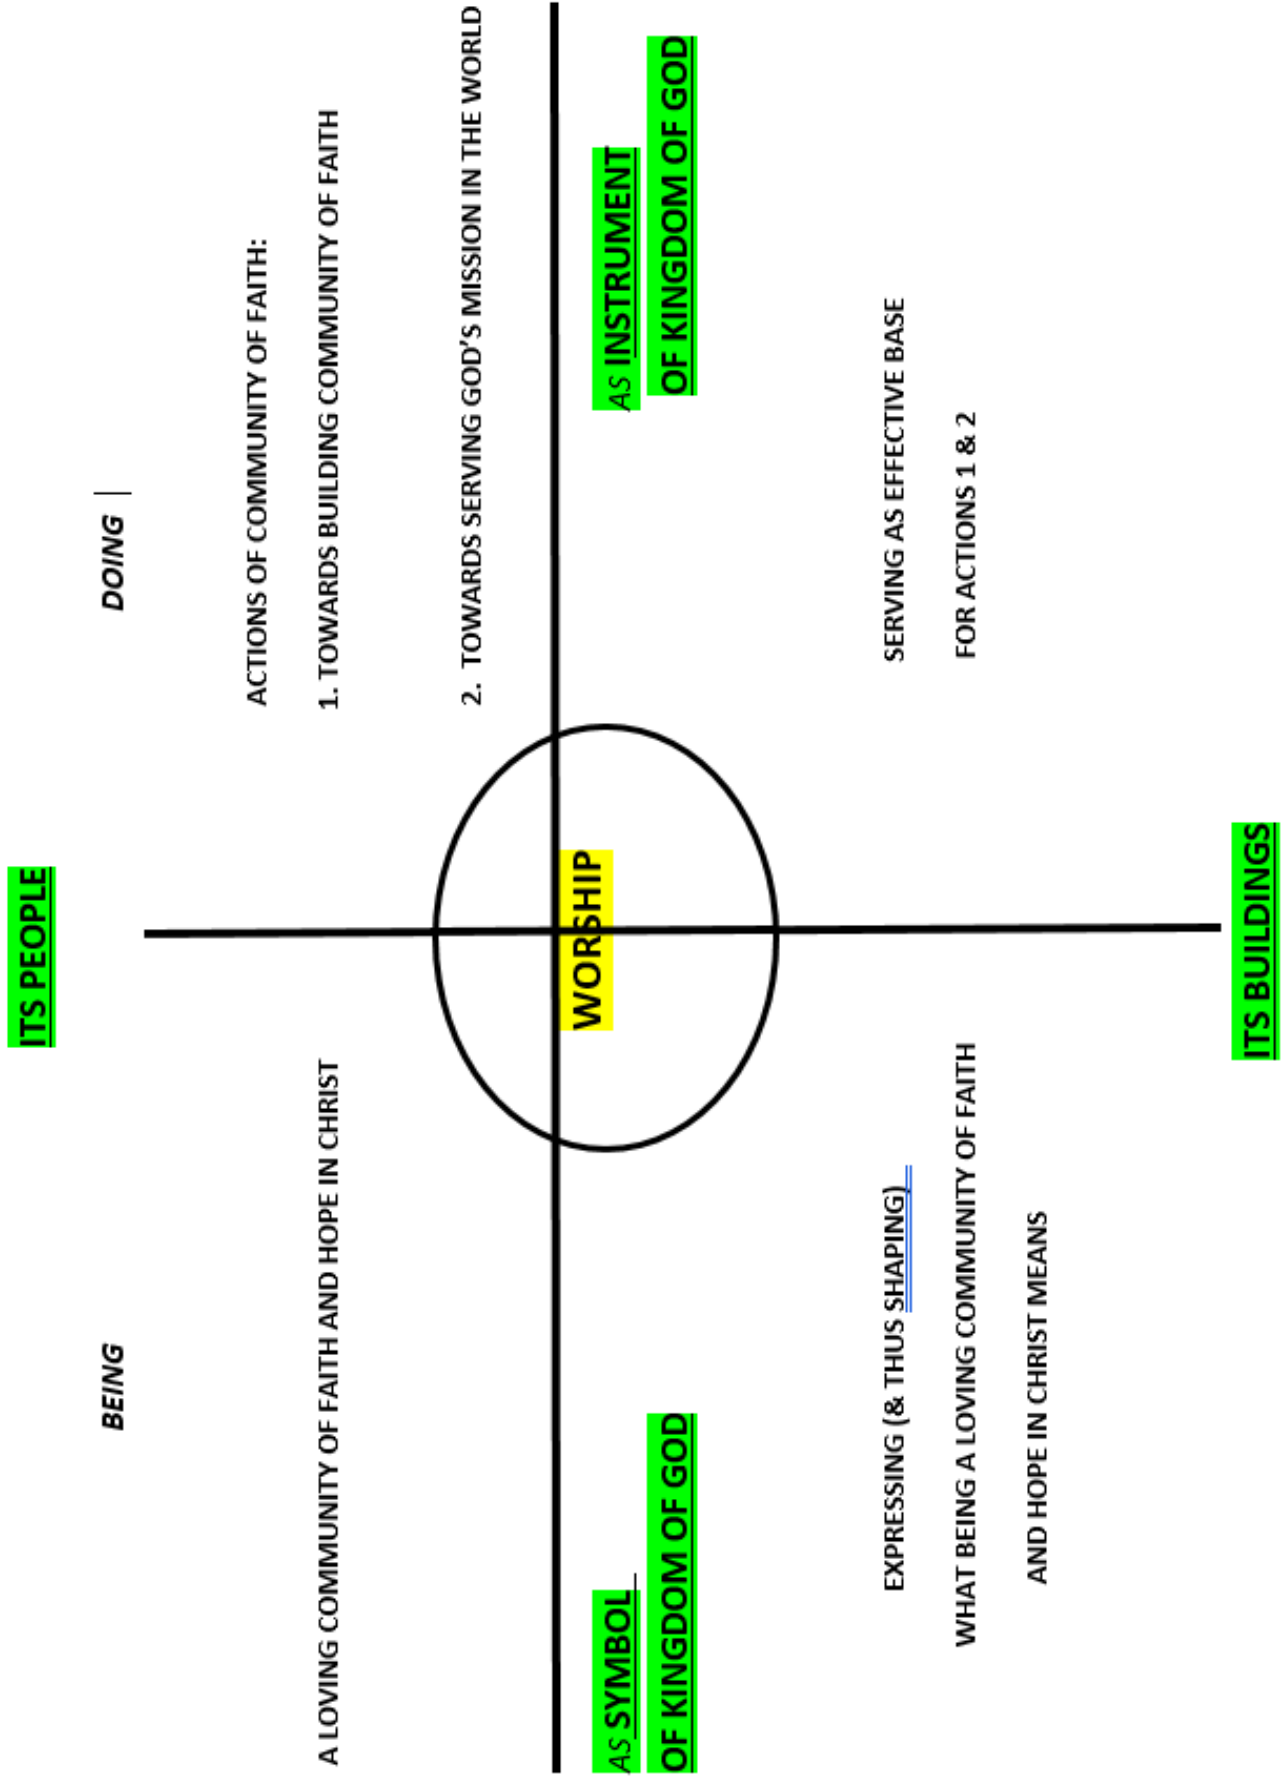 ITS PEOPLE
BEING
DOING
ACTIONS OF COMMUNITY OF FAITH:
A LOVING COMMUNITY OF FAITH AND HOPE IN CHRIST
1. TOWARDS BUILDING COMMUNITY OF FAITH
2. TOWARDS SERVING GOD'S MISSION IN THE WORLD
WORSHIP
AS SYMBOL
OF KINGDOM OF GOD
AS INSTRUMENT
OF KINGDOM OF GOD
EXPRESSING (& THUS SHAPING)
WHAT BEING A LOVING COMMUNITY OF FAITH
AND HOPE IN CHRIST MEANS
SERVING AS EFFECTIVE BASE
FOR ACTIONS 1 & 2
ITS BUILDINGS